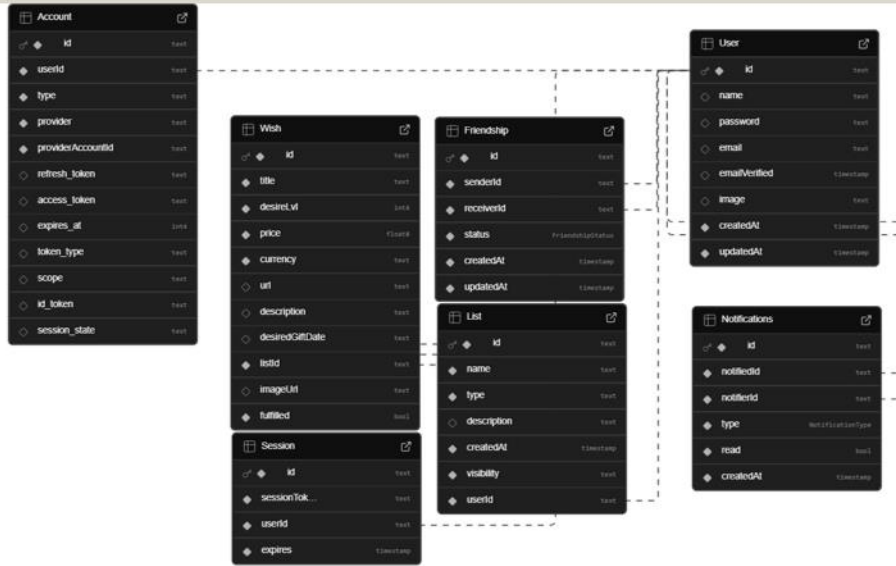 Account
id text
userId text
type text
provider text
providerAccountId text
refresh_token text
access_token text
expires_at int4
token_type text
scope text
id_token text
session_state text
Wish
id text
title text
desireLvl int4
price float8
currency text
url text
description text
desiredGiftDate text
listId text
imageUrl text
fulfilled bool
Session
id text
sessionTok... text
userId text
expires timestamp
Friendship
id text
senderId text
receiverId text
status FriendshipStatus
createdAt timestamp
updatedAt timestamp
List
id text
name text
type text
description text
createdAt timestamp
visibility text
userId text
User
id text
name text
password text
email text
emailVerified timestamp
image text
createdAt timestamp
updatedAt timestamp
Notifications
id text
notifiedId text
notifierId text
type NotificationType
read bool
createdAt timestamp